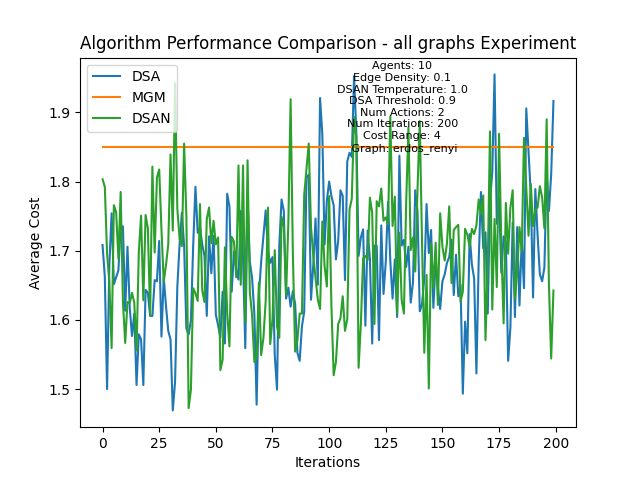 Algorithm Performance Comparison - all graphs Experiment
DSA
MGM
DSAN
Agents: 10
Edge Density: 0.1
DSAN Temperature: 1.0
DSA Threshold: 0.9
Num Actions: 2
Num Iterations: 200
Cost Range: 4
Graph: erdos_renyi
Average Cost
1.9
1.8
1.7
1.6
1.5
0 25 50 75 100 125 150 175 200
Iterations